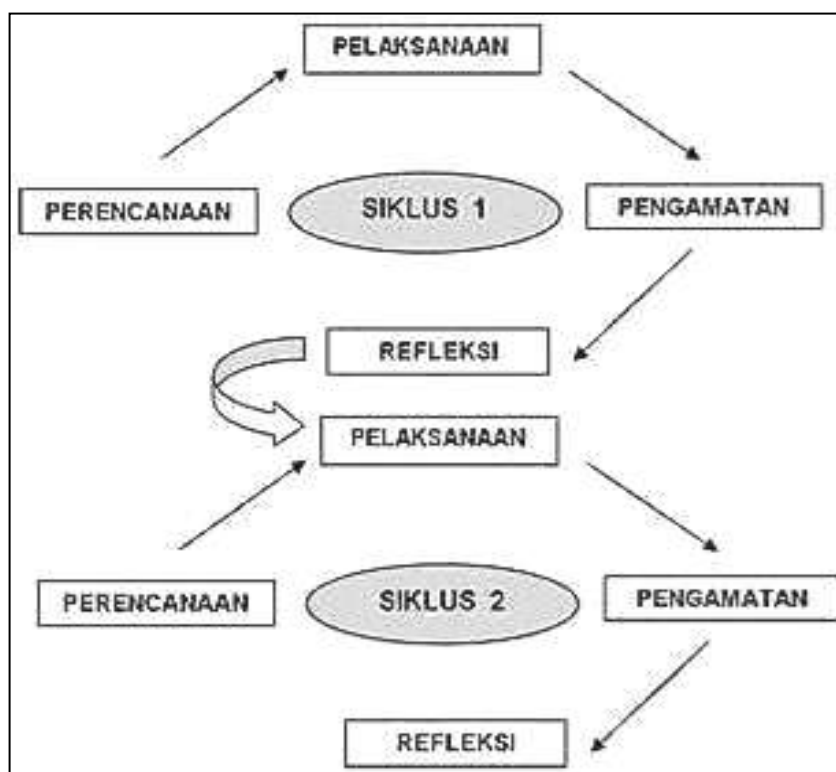 PELAKSANAAN
PERENCANAAN
SIKLUS 1
PENGAMATAN
REFLEKSI
PELAKSANAAN
PERENCANAAN
SIKLUS 2
PENGAMATAN
REFLEKSI